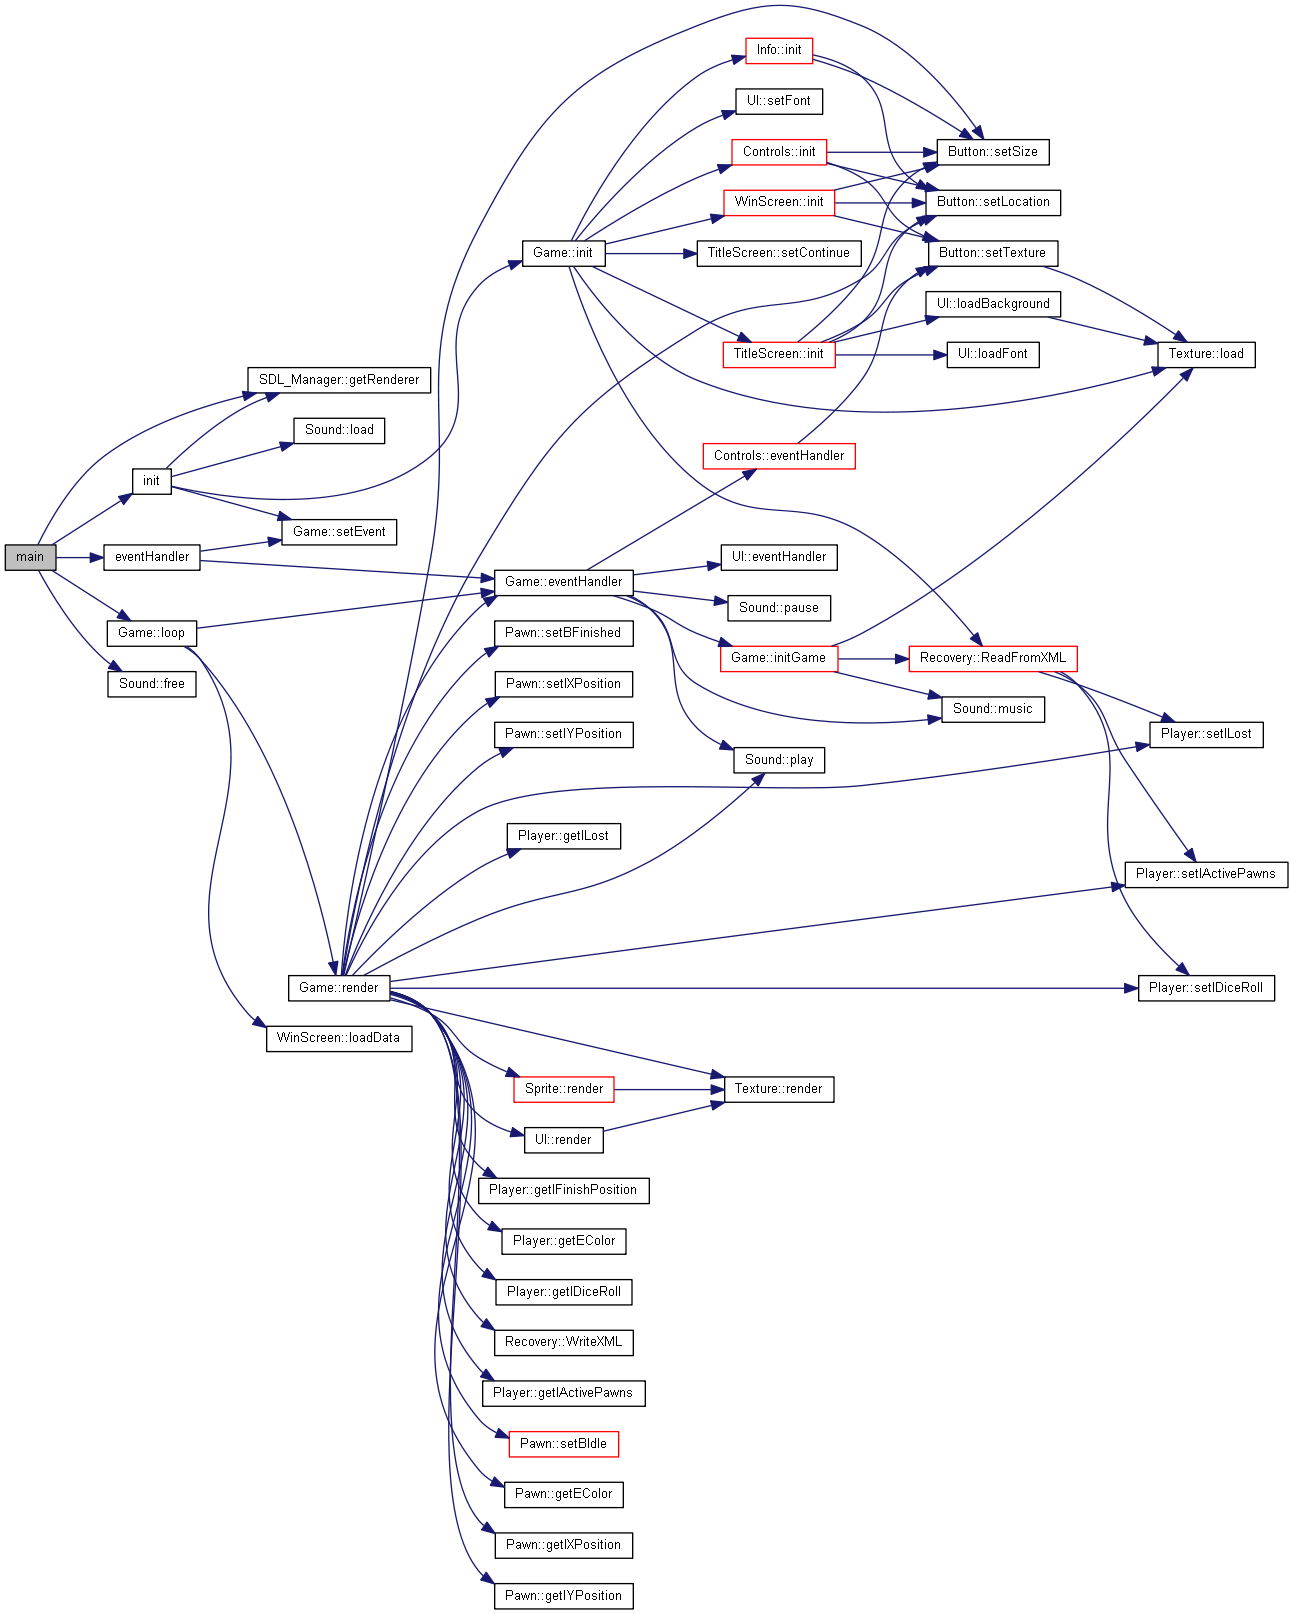 Info::init
UI::setFont
Controls::init
Button::setSize
WinScreen::init
Button::setLocation
Game::init
TitleScreen::setContinue
Button::setTexture
UI::loadBackground
TitleScreen::init
UI::loadFont
Texture::load
SDL_Manager::getRenderer
Sound::load
Controls::eventHandler
init
Game::setEvent
main
eventHandler
UI::eventHandler
Game::eventHandler
Sound::pause
Game::loop
Pawn::setBFinished
Game::initGame
Recovery::ReadFromXML
Sound::free
Pawn::setIXPosition
Sound::music
Pawn::setIYPosition
Player::setILost
Sound::play
Player::getILost
Player::setIActivePawns
Game::render
Player::setIDiceRoll
WinScreen::loadData
Sprite::render
Texture::render
UI::render
Player::getIFinishPosition
Player::getEColor
Player::getIDiceRoll
Recovery::WriteXML
Player::getIActivePawns
Pawn::setBIdle
Pawn::getEColor
Pawn::getIXPosition
Pawn::getIYPosition